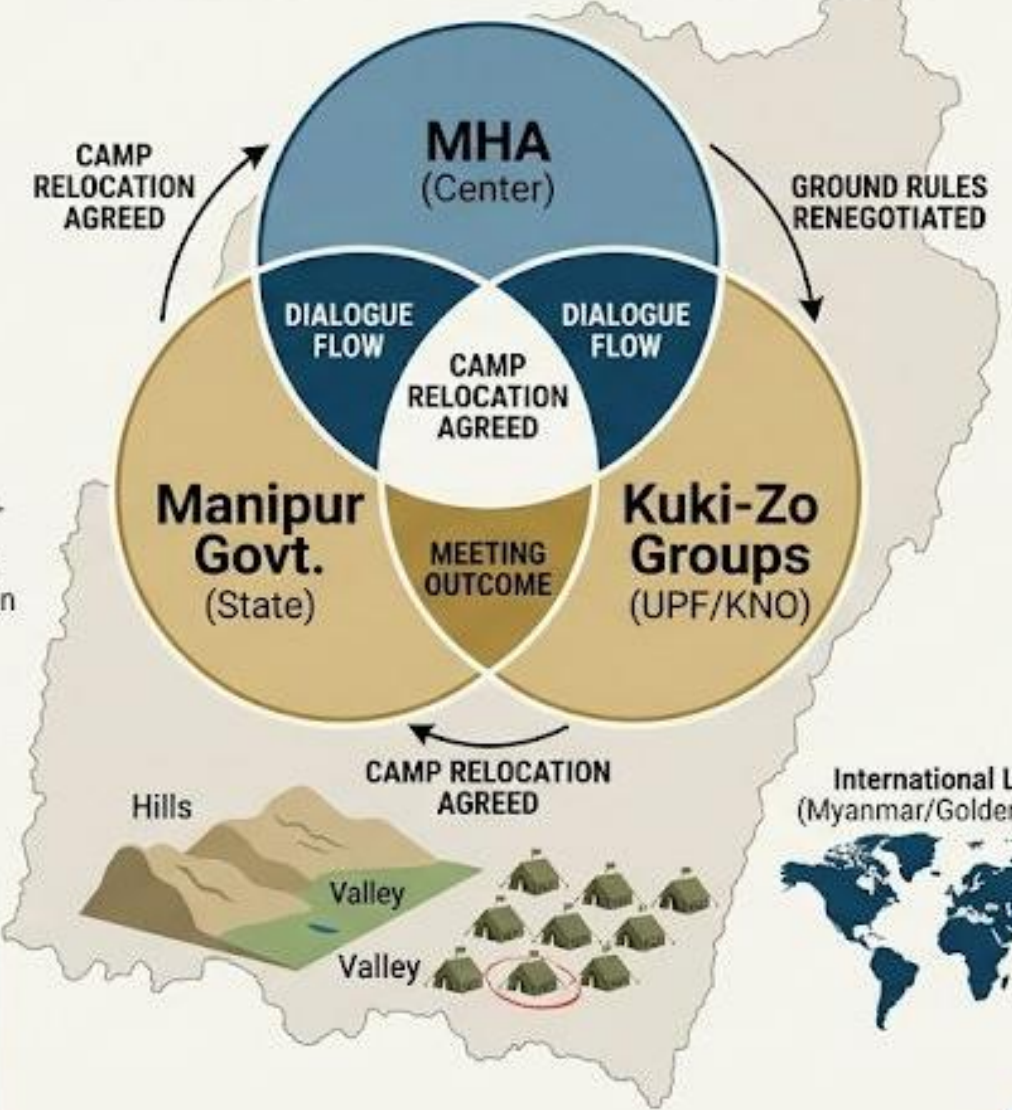 MHA
(Center)
CAMP
RELOCATION
AGREED
GROUND RULES
RENEGOTIATED
DIALOGUE
FLOW
DIALOGUE
FLOW
CAMP
RELOCATION
AGREED
Manipur
Govt.
(State)
Kuki-Zo
Groups
(UPF/KNO)
MEETING
OUTCOME
n
CAMP RELOCATION
AGREED
Hills
Valley
Valley
International L
(Myanmar/Golden